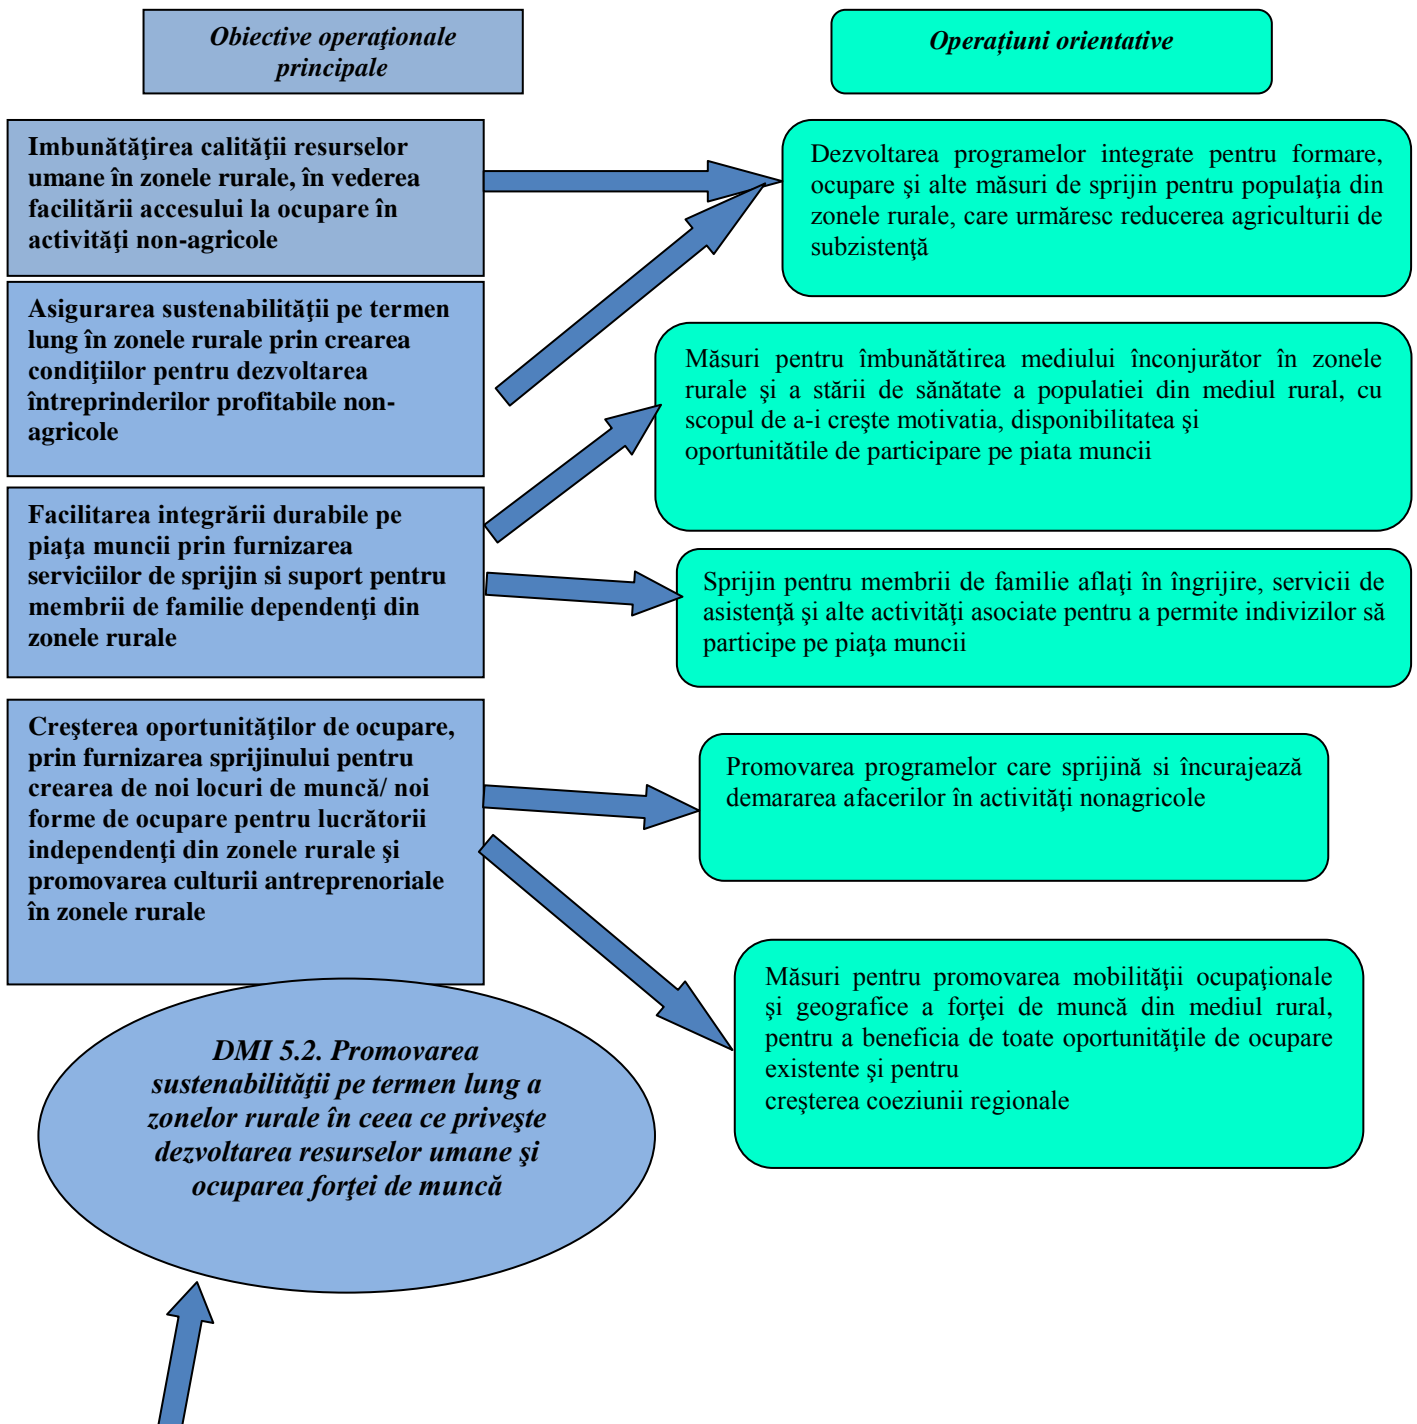 Obiective operaţionale
principale
Operațiuni orientative
Imbunătăţirea calităţii resurselor
umane în zonele rurale, în vederea
facilitării accesului la ocupare în
activităţi non-agricole
Dezvoltarea programelor integrate pentru formare,
ocupare şi alte măsuri de sprijin pentru populaţia din
zonele rurale, care urmăresc reducerea agriculturii de
subzistenţă
Asigurarea sustenabilităţii pe termen
lung în zonele rurale prin crearea
condiţiilor pentru dezvoltarea
întreprinderilor profitabile non-
agricole
Măsuri pentru îmbunătătirea mediului înconjurător în zonele
rurale şi a stării de sănătate a populatiei din mediul rural, cu
scopul de a-i creşte motivatia, disponibilitatea şi
oportunitătile de participare pe piata muncii
Facilitarea integrării durabile pe
piaţa muncii prin furnizarea
serviciilor de sprijin si suport pentru
membrii de familie dependenţi din
zonele rurale
Sprijin pentru membrii de familie aflaţi în îngrijire, servicii de
asistenţă şi alte activităţi asociate pentru a permite indivizilor să
participe pe piaţa muncii
Creşterea oportunităţilor de ocupare,
prin furnizarea sprijinului pentru
crearea de noi locuri de muncă/ noi
forme de ocupare pentru lucrătorii
independenţi din zonele rurale şi
promovarea culturii antreprenoriale
în zonele rurale
Promovarea programelor care sprijină si încurajează
demararea afacerilor în activităţi nonagricole
Măsuri pentru promovarea mobilităţii ocupaţionale
şi geografice a forţei de muncă din mediul rural,
pentru a beneficia de toate oportunităţile de ocupare
existente şi pentru
creşterea coeziunii regionale
DMI 5.2. Promovarea
sustenabilităţii pe termen lung a
zonelor rurale în ceea ce priveşte
dezvoltarea resurselor umane şi
ocuparea forţei de muncă